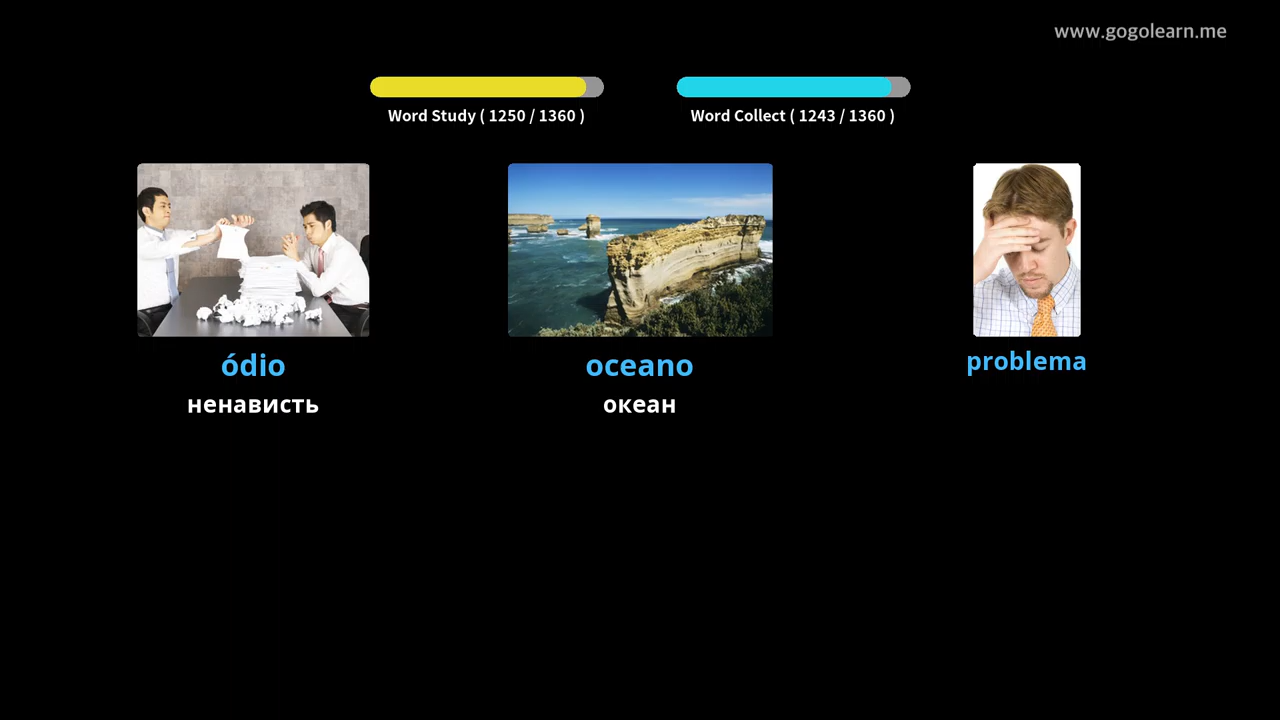 www.gogolearn.me
Word Study ( 1250 / 1360 )
Word Collect ( 1243 / 1360 )
ódio
ненависть
oceano
океан
problema